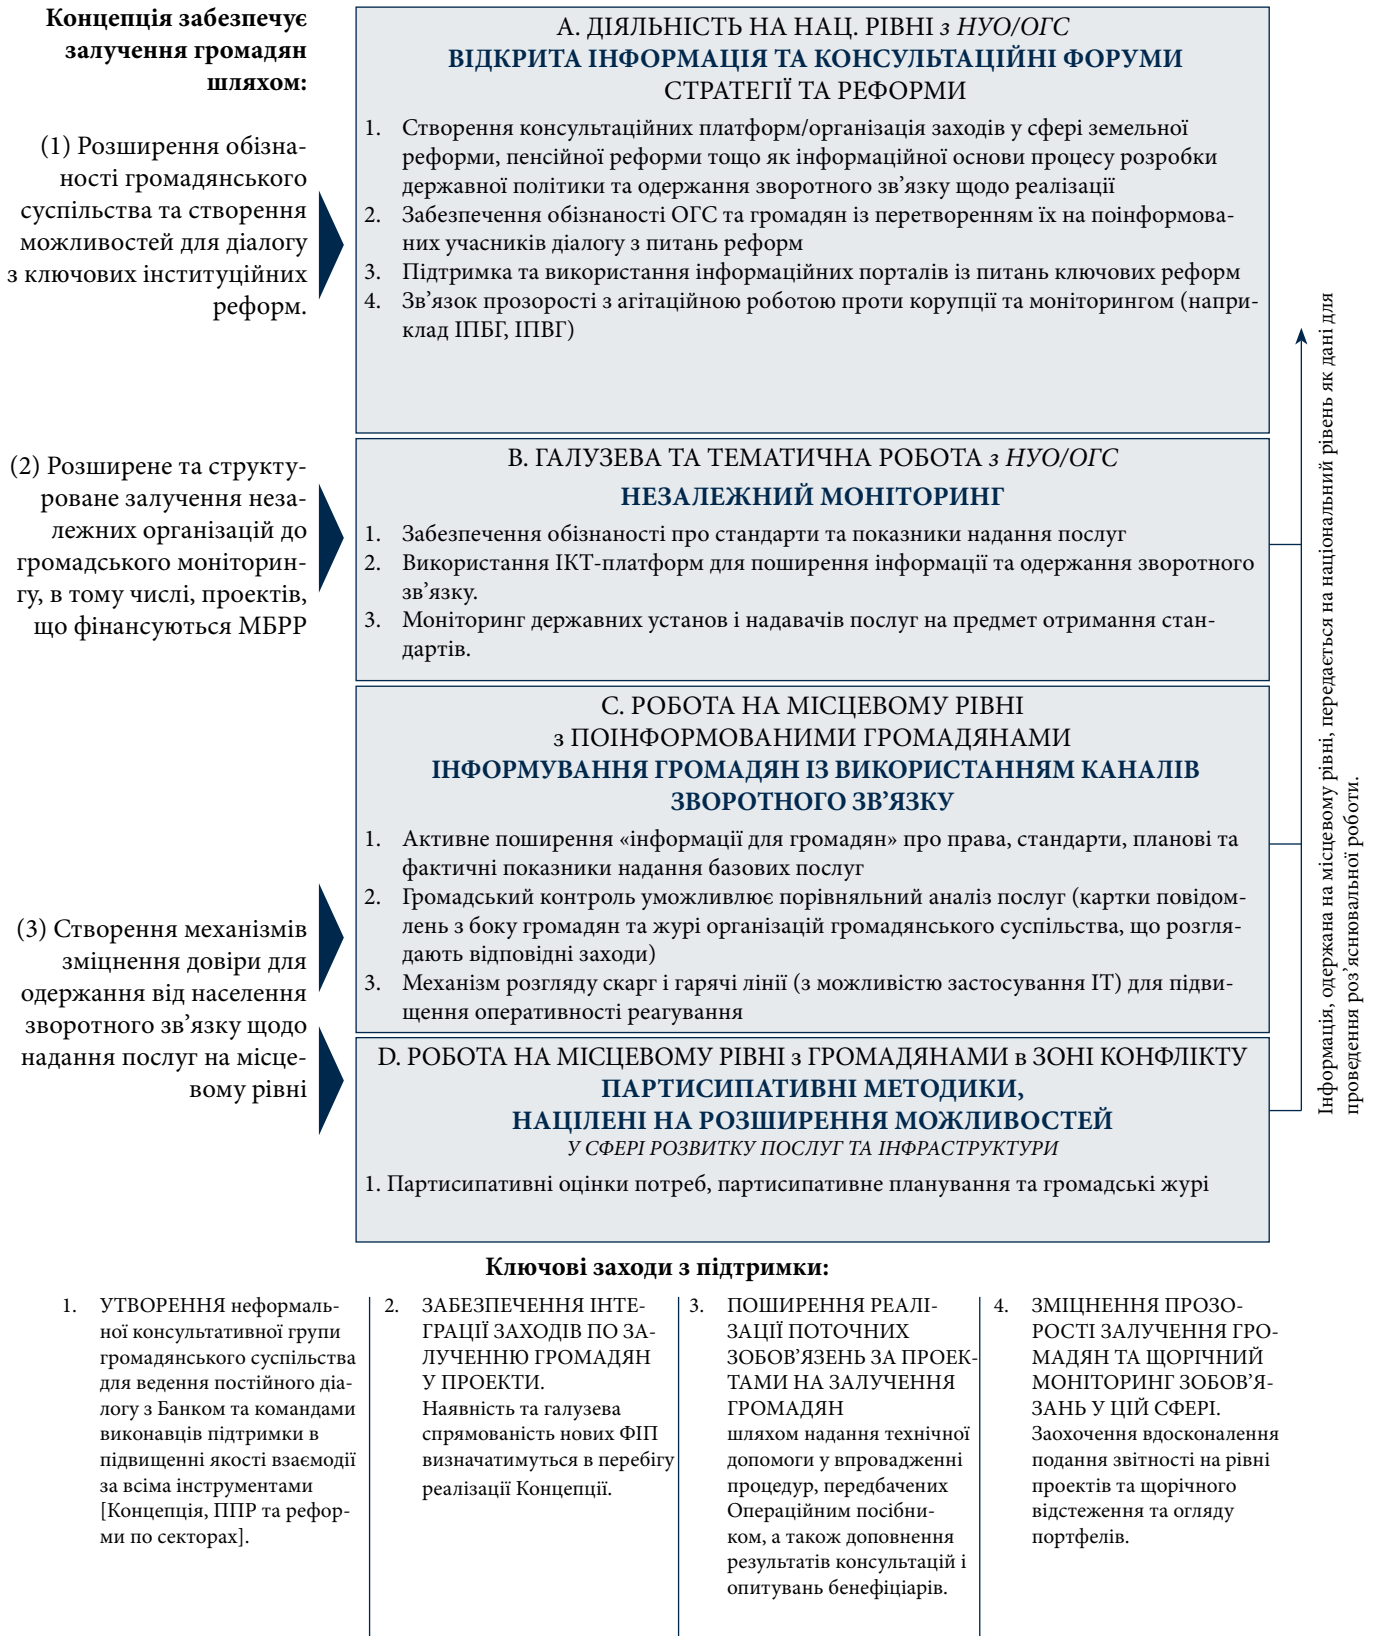 Концепція забезпечує
залучення громадян
шляхом:
(1) Розширення обізна-
ності громадянського
суспільства та створення
можливостей для діалогу
з ключових інституційних
реформ.
А. ДІЯЛЬНІСТЬ НА НАЦ. РІВНІ з НУО/ОГС
ВІДКРИТА ІНФОРМАЦІЯ ТА КОНСУЛЬТАЦІЙНІ ФОРУМИ
СТРАТЕГІЇ ТА РЕФОРМИ
1. Створення консультаційних платформ/організація заходів у сфері земельної
реформи, пенсійної реформи тощо як інформаційної основи процесу розробки
державної політики та одержання зворотного зв'язку щодо реалізації
2. Забезпечення обізнаності ОГС та громадян із перетворенням їх на поінформова-
них учасників діалогу з питань реформ
3. Підтримка та використання інформаційних порталів із питань ключових реформ
4. Зв'язок прозорості з агітаційною роботою проти корупції та моніторингом (напри-
клад ІПБГ, ІПВГ)
(2) Розширене та структу-
роване залучення неза-
лежних організацій до
громадського моніторин-
гу, в тому числі, проектів,
що фінансуються МБРР
В. ГАЛУЗЕВА ТА ТЕМАТИЧНА РОБОТА з НУО/ОГС
НЕЗАЛЕЖНИЙ МОНІТОРИНГ
1. Забезпечення обізнаності про стандарти та показники надання послуг
2. Використання ІКТ-платформ для поширення інформації та одержання зворотного
зв'язку.
3. Моніторинг державних установ і надавачів послуг на предмет отримання стан-
дартів.
(3) Створення механізмів
зміцнення довіри для
одержання від населення
зворотного зв'язку щодо
надання послуг на місце-
вому рівні
С. РОБОТА НА МІСЦЕВОМУ РІВНІ
з ПОІНФОРМОВАНИМИ ГРОМАДЯНАМИ
ІНФОРМУВАННЯ ГРОМАДЯН ІЗ ВИКОРИСТАННЯМ КАНАЛІВ
ЗВОРОТНОГО ЗВ'ЯЗКУ
1. Активне поширення «інформації для громадян» про права, стандарти, планові та
фактичні показники надання базових послуг
2. Громадський контроль уможливлює порівняльний аналіз послуг (картки повідом-
лень з боку громадян та журі організацій громадянського суспільства, що розгля-
дають відповідні заходи)
3. Механізм розгляду скарг і гарячі лінії (з можливістю застосування ІТ) для підви-
щення оперативності реагування
D. РОБОТА НА МІСЦЕВОМУ РІВНІ з ГРОМАДЯНАМИ в ЗОНІ КОНФЛІКТУ
ПАРТИСИПАТИВНІ МЕТОДИКИ,
НАЦІЛЕНІ НА РОЗШИРЕННЯ МОЖЛИВОСТЕЙ
У СФЕРІ РОЗВИТКУ ПОСЛУГ ТА ІНФРАСТРУКТУРИ
1. Партисипативні оцінки потреб, партисипативне планування та громадські журі
Інформація, одержана на місцевому рівні, передається на національний рівень як дані для
проведення роз'яснювальної роботи.
Ключові заходи з підтримки:
1. УТВОРЕННЯ неформаль-
ної консультативної групи
громадянського суспільства
для ведення постійного діа-
логу з Банком та командами
виконавців підтримки в
підвищенні якості взаємодії
за всіма інструментами
[Концепція, ППР та рефор-
ми по секторах].
2. ЗАБЕЗПЕЧЕННЯ ІНТЕ-
ГРАЦІЇ ЗАХОДІВ ПО ЗА-
ЛУЧЕННЮ ГРОМАДЯН
У ПРОЕКТИ.
Наявність та галузева
спрямованість нових ФІП
визначатимуться в перебігу
реалізації Концепції.
3. ПОШИРЕННЯ РЕАЛІ-
ЗАЦІЇ ПОТОЧНИХ
ЗОБОВ'ЯЗЕНЬ ЗА ПРОЕК-
ТАМИ НА ЗАЛУЧЕННЯ
ГРОМАДЯН
шляхом надання технічної
допомоги у впровадженні
процедур, передбачених
Операційним посібни-
ком, а також доповнення
результатів консультацій і
опитувань бенефіціарів.
4. ЗМІЦНЕННЯ ПРОЗО-
РОСТІ ЗАЛУЧЕННЯ ГРО-
МАДЯН ТА ЩОРІЧНИЙ
МОНІТОРИНГ ЗОБОВ'Я-
ЗАНЬ У ЦІЙ СФЕРІ.
Заохочення вдосконалення
подання звітності на рівні
проектів та щорічного
відстеження та огляду
портфелів.